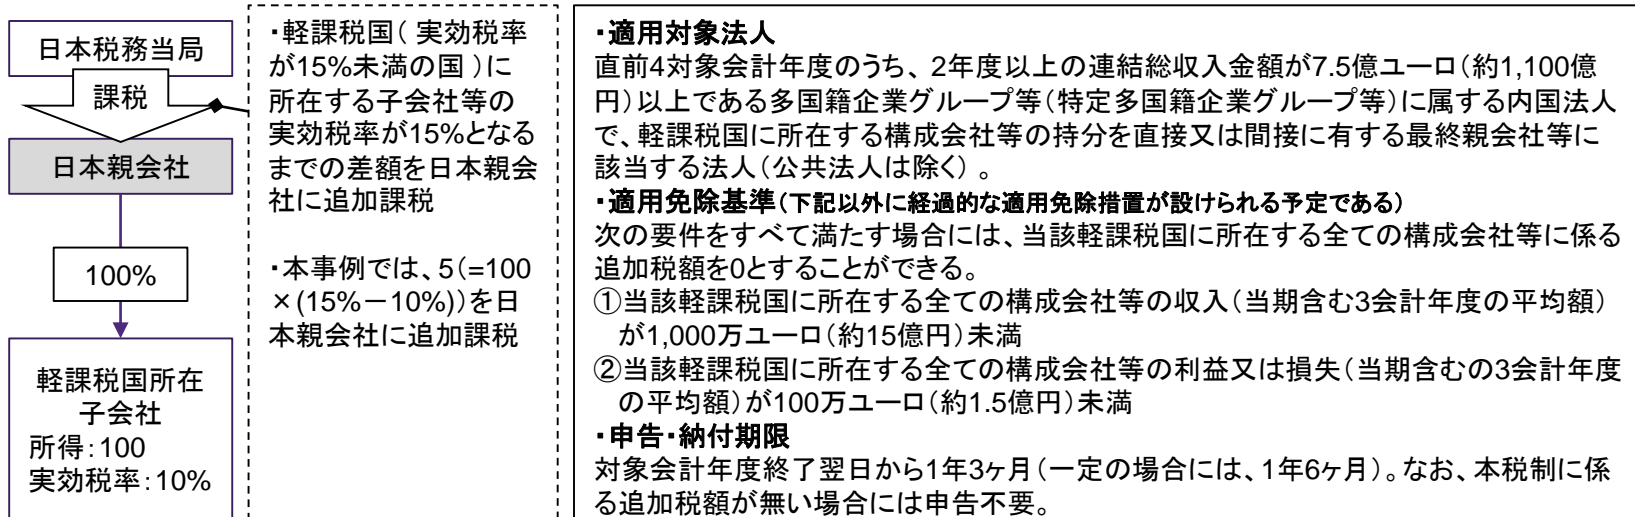 日本税務当局
課税
日本親会社
100%
軽課税国所在
子会社
所得：100
実効税率：10%
・軽課税国（ 実効税率
が15%未満の国 ）に
所在する子会社等の
実効税率が15%となる
までの差額を日本親会
社に追加課税
・本事例では、5（=100
×（15%－10%））を日
本親会社に追加課税
・適用対象法人
直前4対象会計年度のうち、2年度以上の連結総収入金額が7.5億ユーロ（約1,100億
円）以上である多国籍企業グループ等（特定多国籍企業グループ等）に属する内国法人
で、軽課税国に所在する構成会社等の持分を直接又は間接に有する最終親会社等に
該当する法人（公共法人は除く）。
・適用免除基準（下記以外に経過的な適用免除措置が設けられる予定である）
次の要件をすべて満たす場合には、当該軽課税国に所在する全ての構成会社等に係る
追加税額を0とすることができる。
①当該軽課税国に所在する全ての構成会社等の収入（当期含む3会計年度の平均額）
が1,000万ユーロ（約15億円）未満
②当該軽課税国に所在する全ての構成会社等の利益又は損失（当期含むの3会計年度
の平均額）が100万ユーロ（約1.5億円）未満
・申告・納付期限
対象会計年度終了翌日から1年3ヶ月（一定の場合には、1年6ヶ月）。なお、本税制に係
る追加税額が無い場合には申告不要。